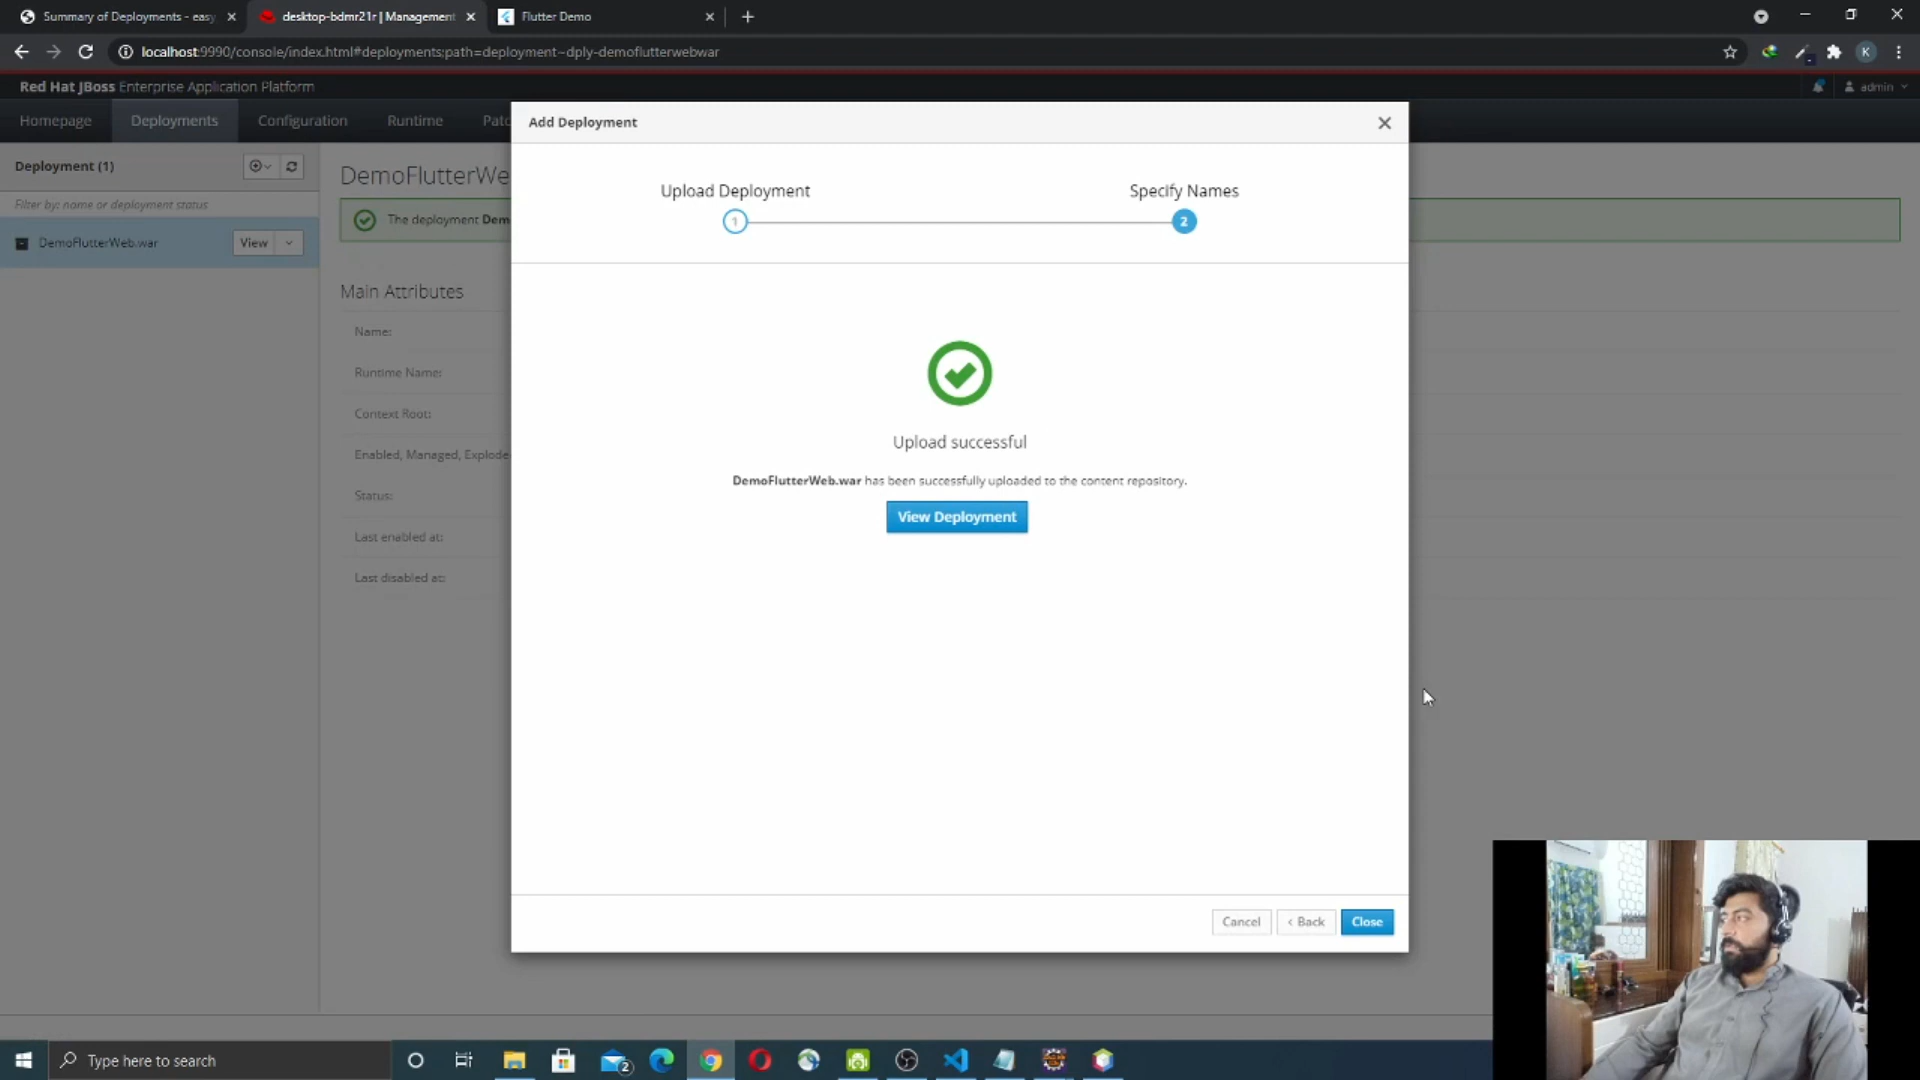 Summary of Deployments - easy
desktop-bdmr21r | Management
Flutter Demo
localhost:9990/console/index.html#deployments;path=deployment~dply-demoflutterwebwar
K
Red Hat JBoss Enterprise Application Platform
admin
Homepage
Deployments
Configuration
Runtime
Patc
Add Deployment
Deployment (1)
Filter by: name or deployment status
DemoFlutterWeb.war
View
DemoFlutterWe
The deployment Dem
Upload Deployment
Specify Names
1
2
Main Attributes
Name:
Runtime Name:
Context Root:
Enabled, Managed, Explode
Status:
Last enabled at:
Last disabled at:
Upload successful
DemoFlutterWeb.war has been successfully uploaded to the content repository.
View Deployment
Cancel
< Back
Close
Type here to search
2